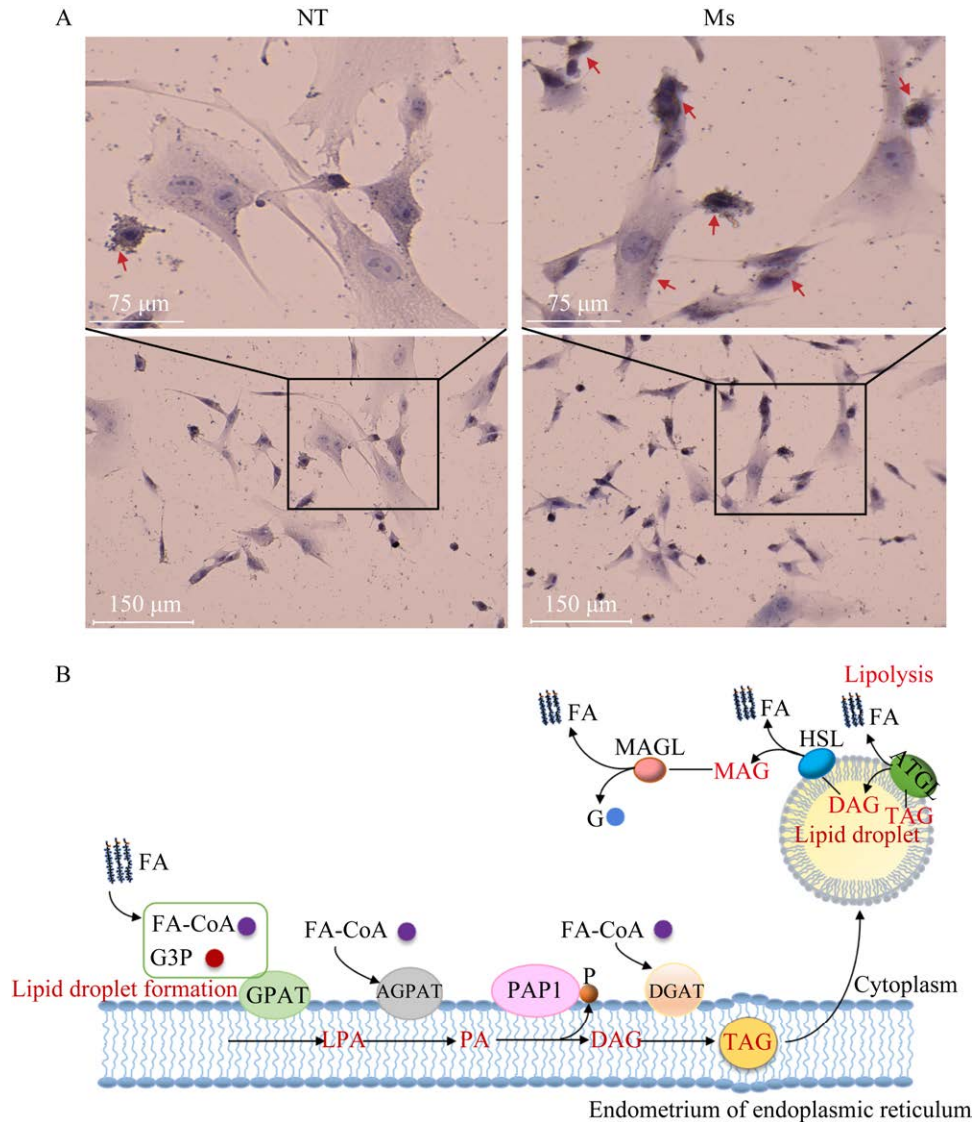 A
NT
Ms
75 μm
75 μm
150 μm
150 μm
B
Lipolysis
FA
FA
FA
HSL
ATGL
MAGL
MAG
DAG
TAG
G
Lipid droplet
FA
FA-CoA
G3P
FA-CoA
FA-CoA
P
Lipid droplet formation
GPAT
AGPAT
PAP1
DGAT
Cytoplasm
LPA
PA
DAG
TAG
Endometrium of endoplasmic reticulum